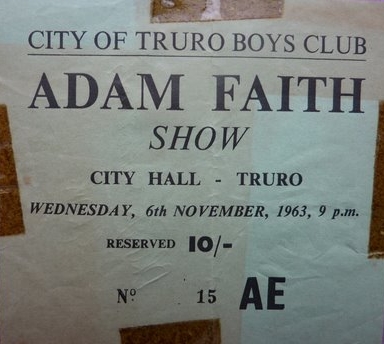 CITY OF TRURO BOYS CLUB
ADAM FAITH
SHOW
CITY HALL - TRURO
WEDNESDAY, 6th NOVEMBER, 1963, 9 p.m.
RESERVED 10/-
Nº 15 AE